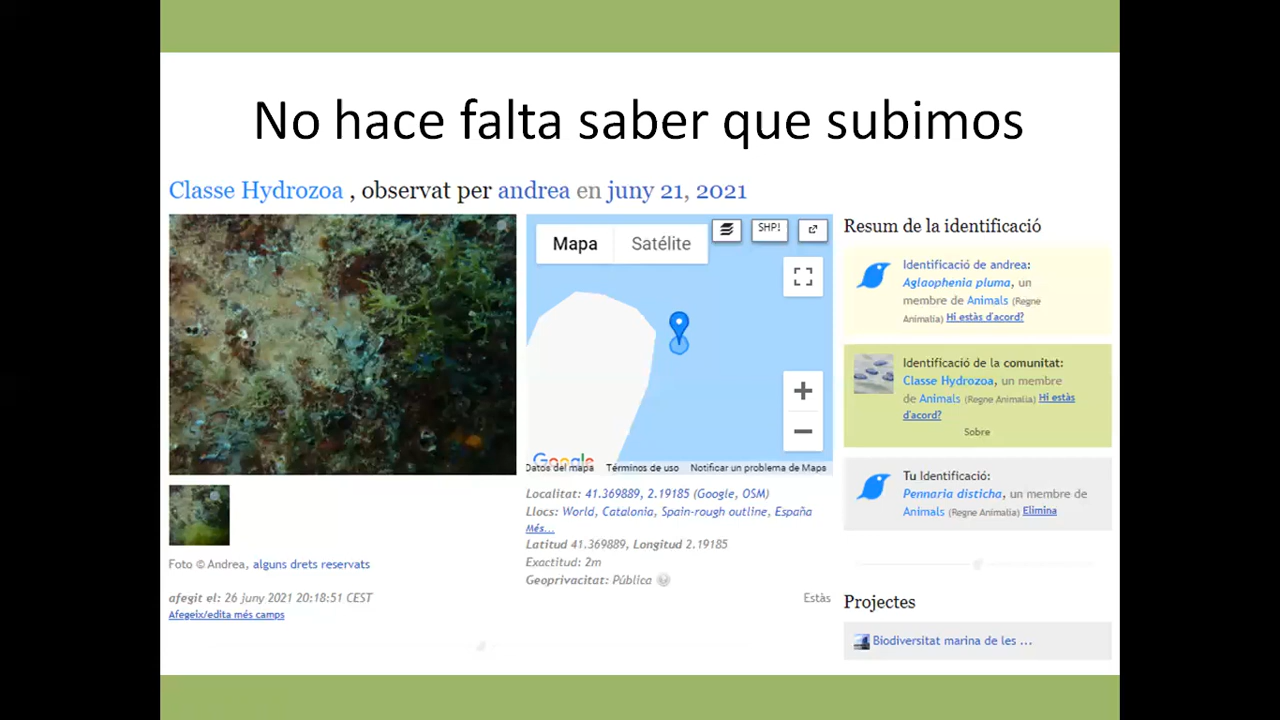 No hace falta saber que subimos
Classe Hydrozoa , observat per andrea en juny 21, 2021
Mapa
Satélite
SHP!
Google
Datos del mapa
Términos de uso
Notificar un problema de Maps
Foto © Andrea, alguns drets reservats
afegit el: 26 juny 2021 20:18:51 CEST
Afegeix/edita més camps
Localitat: 41.369889, 2.19185 (Google, OSM)
Llocs: World, Catalonia, Spain-rough outline, España
Més...
Latitud 41.369889, Longitud 2.19185
Exactitud: 2m
Geoprivacitat: Pública
Estàs
Resum de la identificació
Identificació de andrea:
Aglaophenia pluma, un
membre de Animals (Regne
Animalia) Hi estàs d'acord?
Identificació de la comunitat:
Classe Hydrozoa, un membre
de Animals (Regne Animalia) Hi estàs
d'acord?
Sobre
Tu Identificació:
Pennaria disticha, un membre de
Animals (Regne Animalia) Elimina
Projectes
Biodiversitat marina de les ...